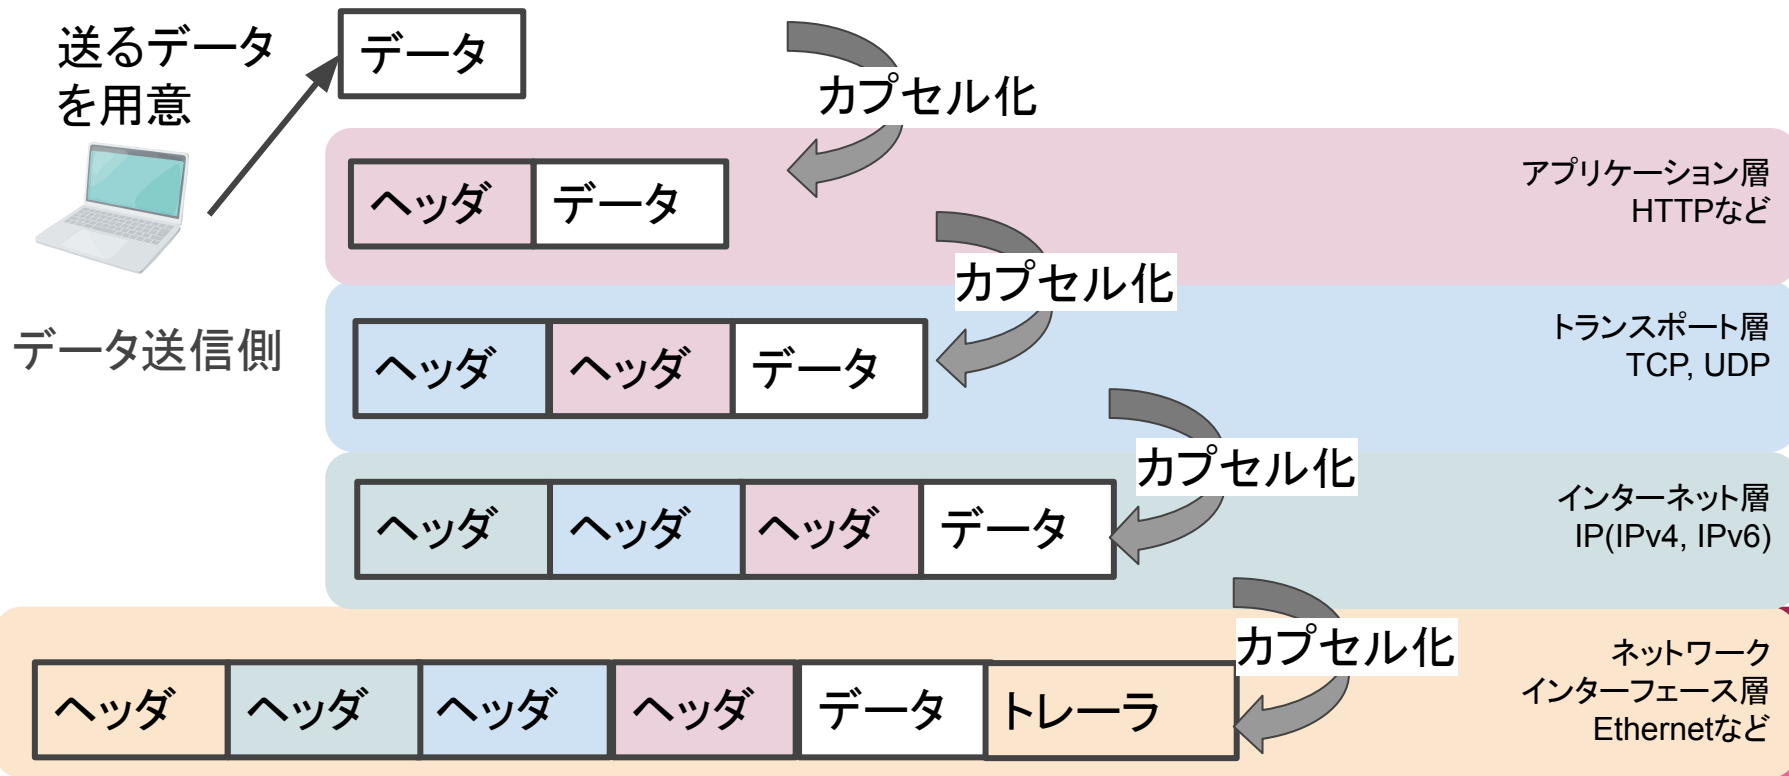 送るデータ
を用意
データ
カプセル化
ヘッダ データ
アプリケーション層
HTTPなど
カプセル化
データ送信側
ヘッダ ヘッダ データ
トランスポート層
TCP, UDP
カプセル化
ヘッダ ヘッダ ヘッダ データ
インターネット層
IP(IPv4, IPv6)
カプセル化
ヘッダ ヘッダ ヘッダ ヘッダ データ トレーラ
ネットワーク
インターフェース層
Ethernetなど